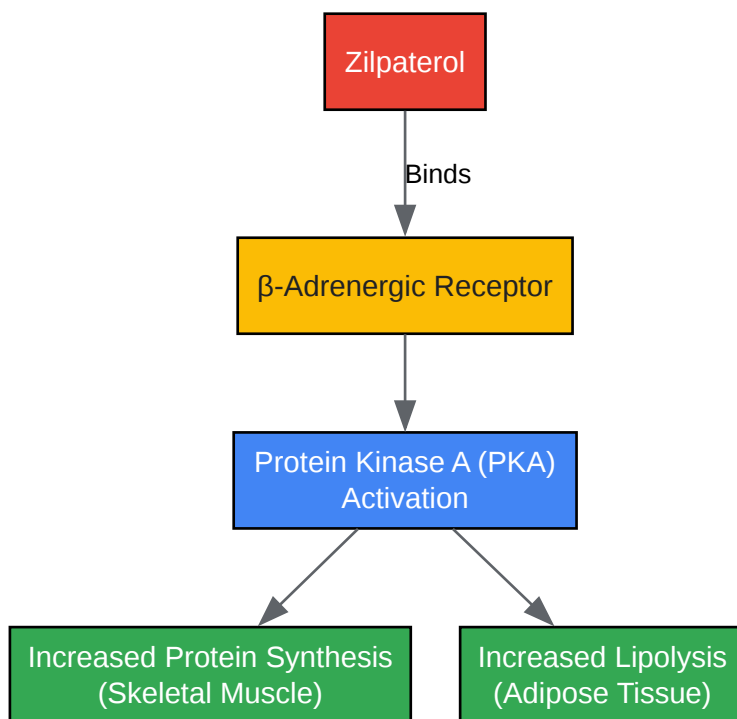 Zilpaterol
Binds
β-Adrenergic Receptor
Protein Kinase A (PKA)
Activation
Increased Protein Synthesis
(Skeletal Muscle)
Increased Lipolysis
(Adipose Tissue)